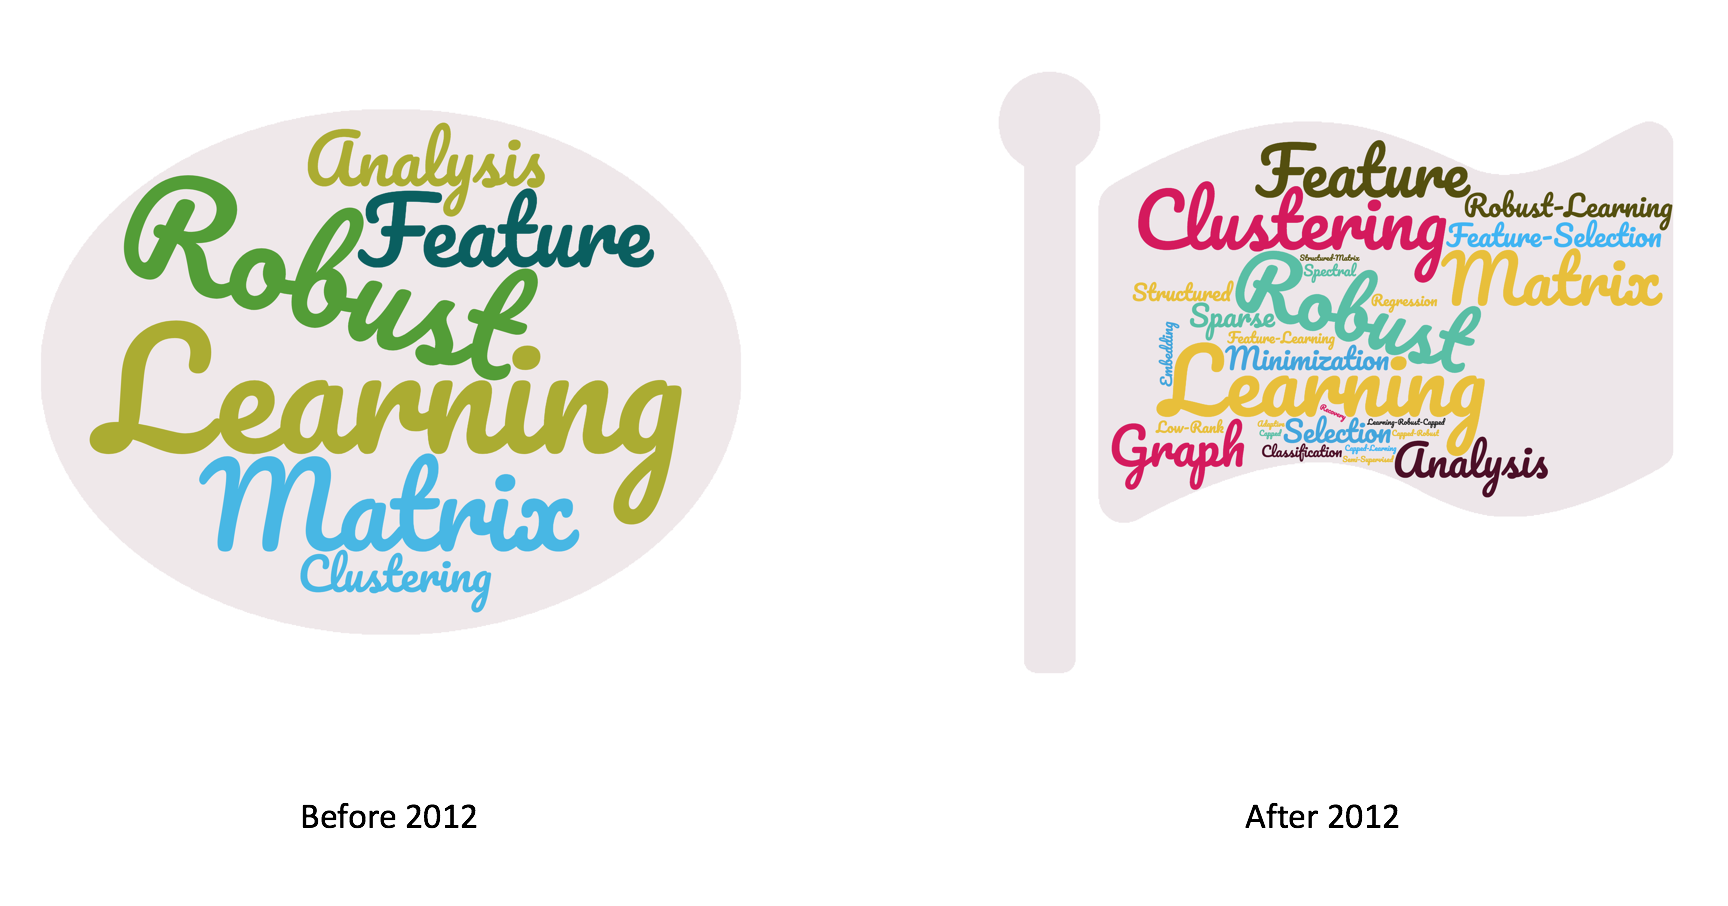 Analysis
Feature
Robust
Learning
Matrix
Clustering
Before 2012
Feature
Clustering
Robust-Learning
Feature-Selection
Matrix
Structured-Matrix
Spectral
Robust
Structured
Regression
Sparse
Feature-Learning
Embedding
Minimization
Learning
Recovery
Low-Rank
Adaptive
Learning-Robust-Capped
Capped
Selection
Capped-Robust
Graph
Classification
Capped-Learning
Semi-Supervised
Analysis
After 2012